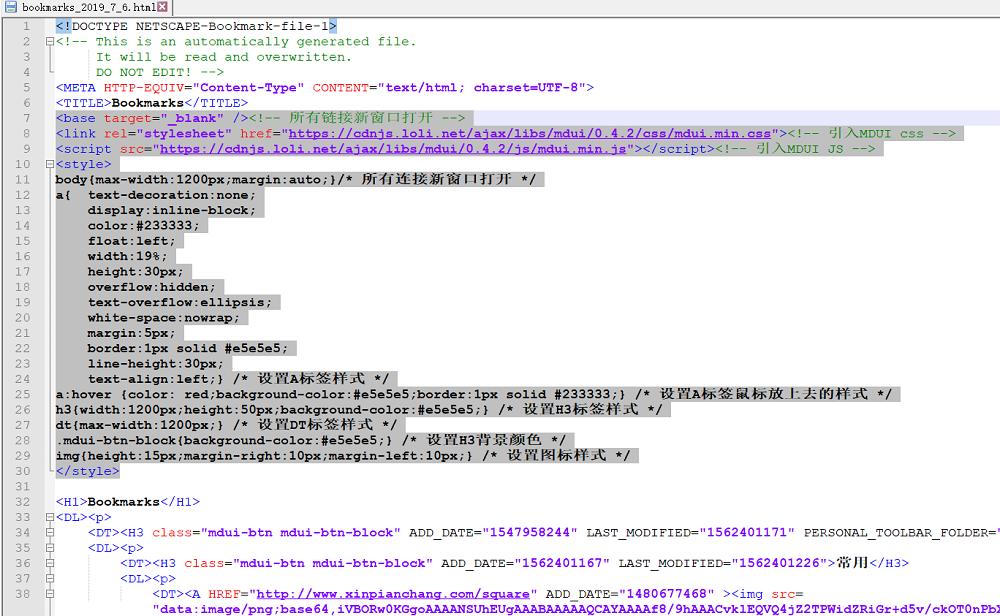 bookmarks_2019_7_6.html
1 <!DOCTYPE NETSCAPE-Bookmark-file-1>
2 <!-- This is an automatically generated file.
3 It will be read and overwritten.
4 DO NOT EDIT! -->
5 <META HTTP-EQUIV="Content-Type" CONTENT="text/html; charset=UTF-8">
6 <TITLE>Bookmarks</TITLE>
7 <base target="_blank" /><!-- 所有链接新窗口打开 -->
8 <link rel="stylesheet" href="https://cdnjs.loli.net/ajax/libs/mdui/0.4.2/css/mdui.min.css"><!-- 引入MDUI css -->
9 <script src="https://cdnjs.loli.net/ajax/libs/mdui/0.4.2/js/mdui.min.js"></script><!-- 引入MDUI JS -->
10 <style>
11 body{max-width:1200px;margin:auto;}/* 所有连接新窗口打开 */
12 a{ text-decoration:none;
13 display:inline-block;
14 color:#233333;
15 float:left;
16 width:19%;
17 height:30px;
18 overflow:hidden;
19 text-overflow:ellipsis;
20 white-space:nowrap;
21 margin:5px;
22 border:1px solid #e5e5e5;
23 line-height:30px;
24 text-align:left;} /* 设置A标签样式 */
25 a:hover {color: red;background-color:#e5e5e5;border:1px solid #233333;} /* 设置A标签鼠标放上去的样式 */
26 h3{width:1200px;height:50px;background-color:#e5e5e5;} /* 设置H3标签样式 */
27 dt{max-width:1200px;} /* 设置DT标签样式 */
28 .mdui-btn-block{background-color:#e5e5e5;} /* 设置H3背景颜色 */
29 img{height:15px;margin-right:10px;margin-left:10px;} /* 设置图标样式 */
30 </style>
31
32 <H1>Bookmarks</H1>
33 <DL><p>
34 <DT><H3 class="mdui-btn mdui-btn-block" ADD_DATE="1547958244" LAST_MODIFIED="1562401171" PERSONAL_TOOLBAR_FOLDER="
35 <DL><p>
36 <DT><H3 class="mdui-btn mdui-btn-block" ADD_DATE="1562401167" LAST_MODIFIED="1562401226">常用</H3>
37 <DL><p>
38 <DT><A HREF="http://www.xinpianchang.com/square" ADD_DATE="1480677468" ><img src=
"data:image/png;base64,iVBORw0KGgoAAAANSUhEUgAAABAAAAAQCAYAAAAf8/9hAAACvklEQVQ4jZ2TPWidZRiGr+d5v/ckOT0nPb